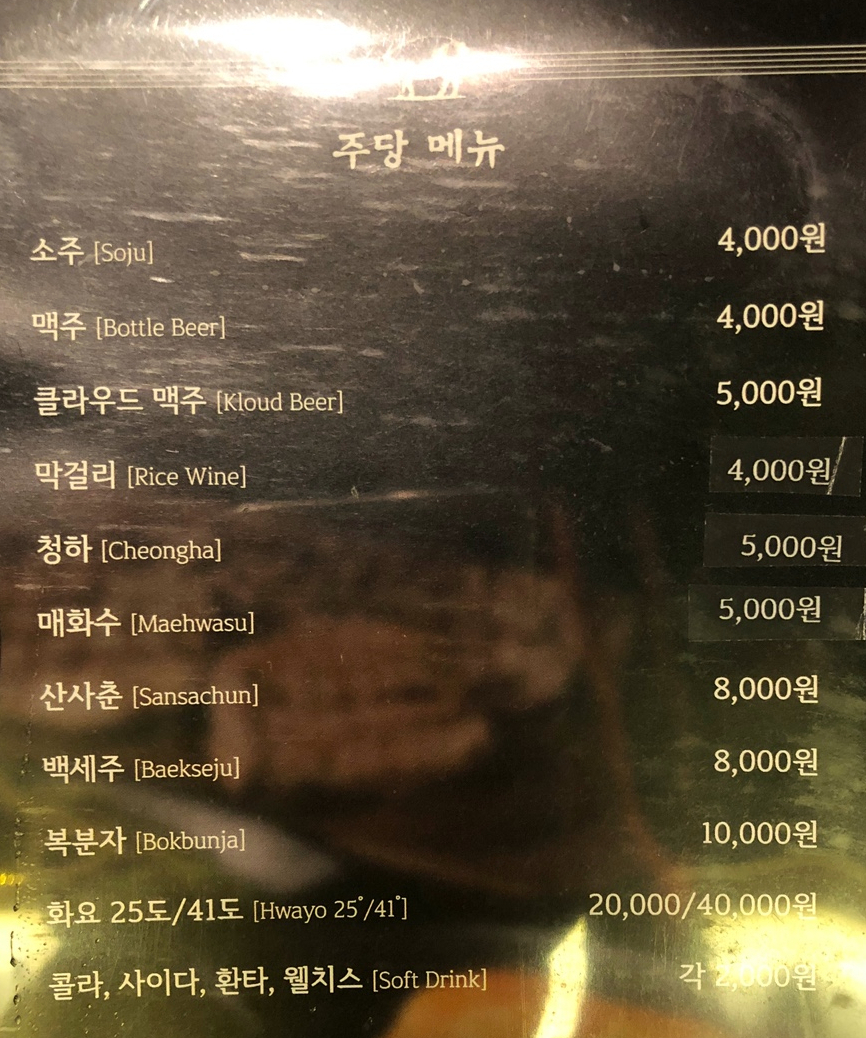 주당 메뉴
소주 [Soju] 4,000원
맥주 [Bottle Beer] 4,000원
클라우드 맥주 [Kloud Beer] 5,000원
막걸리 [Rice Wine] 4,000원
청하 [Cheongha] 5,000원
매화수 [Maehwasu] 5,000원
산사춘 [Sansachun] 8,000원
백세주 [Baekseju] 8,000원
복분자 [Bokbunja] 10,000원
화요 25도/41도 [Hwayo 25°/41°] 20,000/40,000원
콜라, 사이다, 환타, 웰치스 [Soft Drink] 각 2,000원